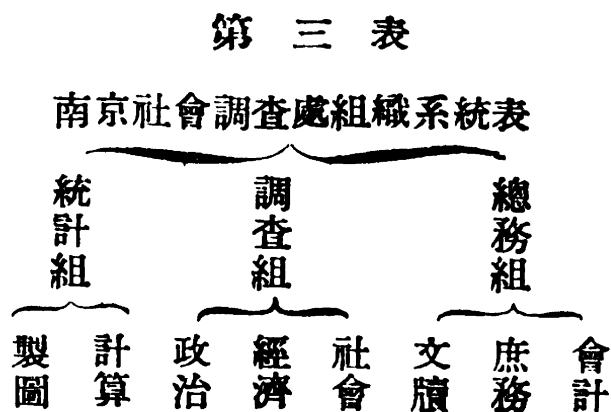 第三表
南京社會調查處組織系統表
總務組
調查組
統計組
會計
庶務
文牘
社會
經濟
政治
計算
製圖